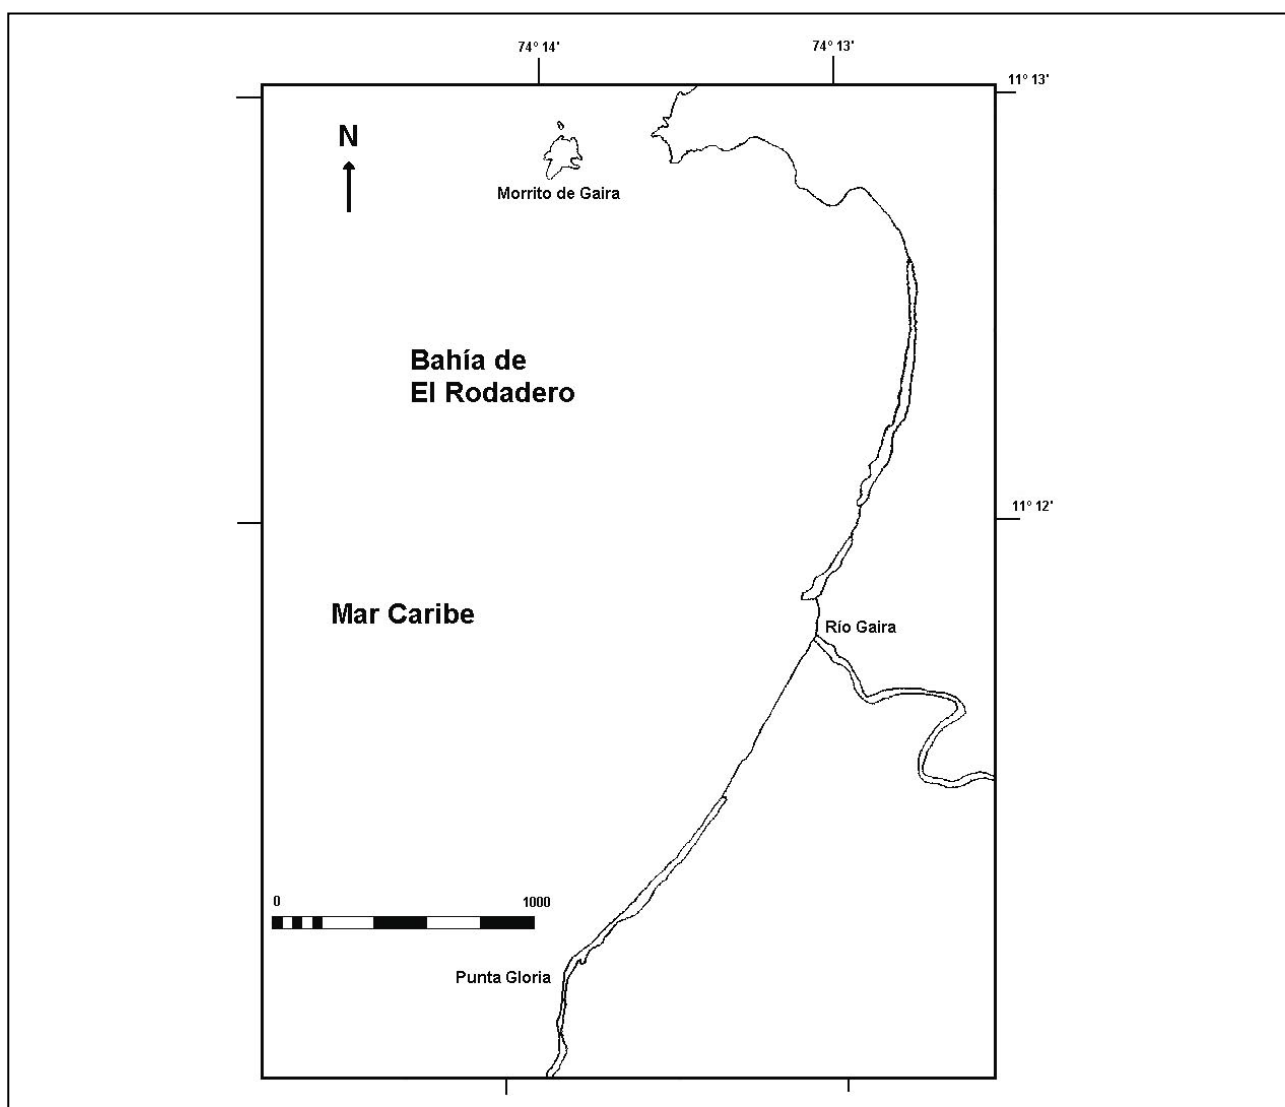 74° 14'
74° 13'
11° 13'
N
Morrito de Gaira
Bahía de
El Rodadero
11° 12'
Mar Caribe
Río Gaira
0
1000
Punta Gloria